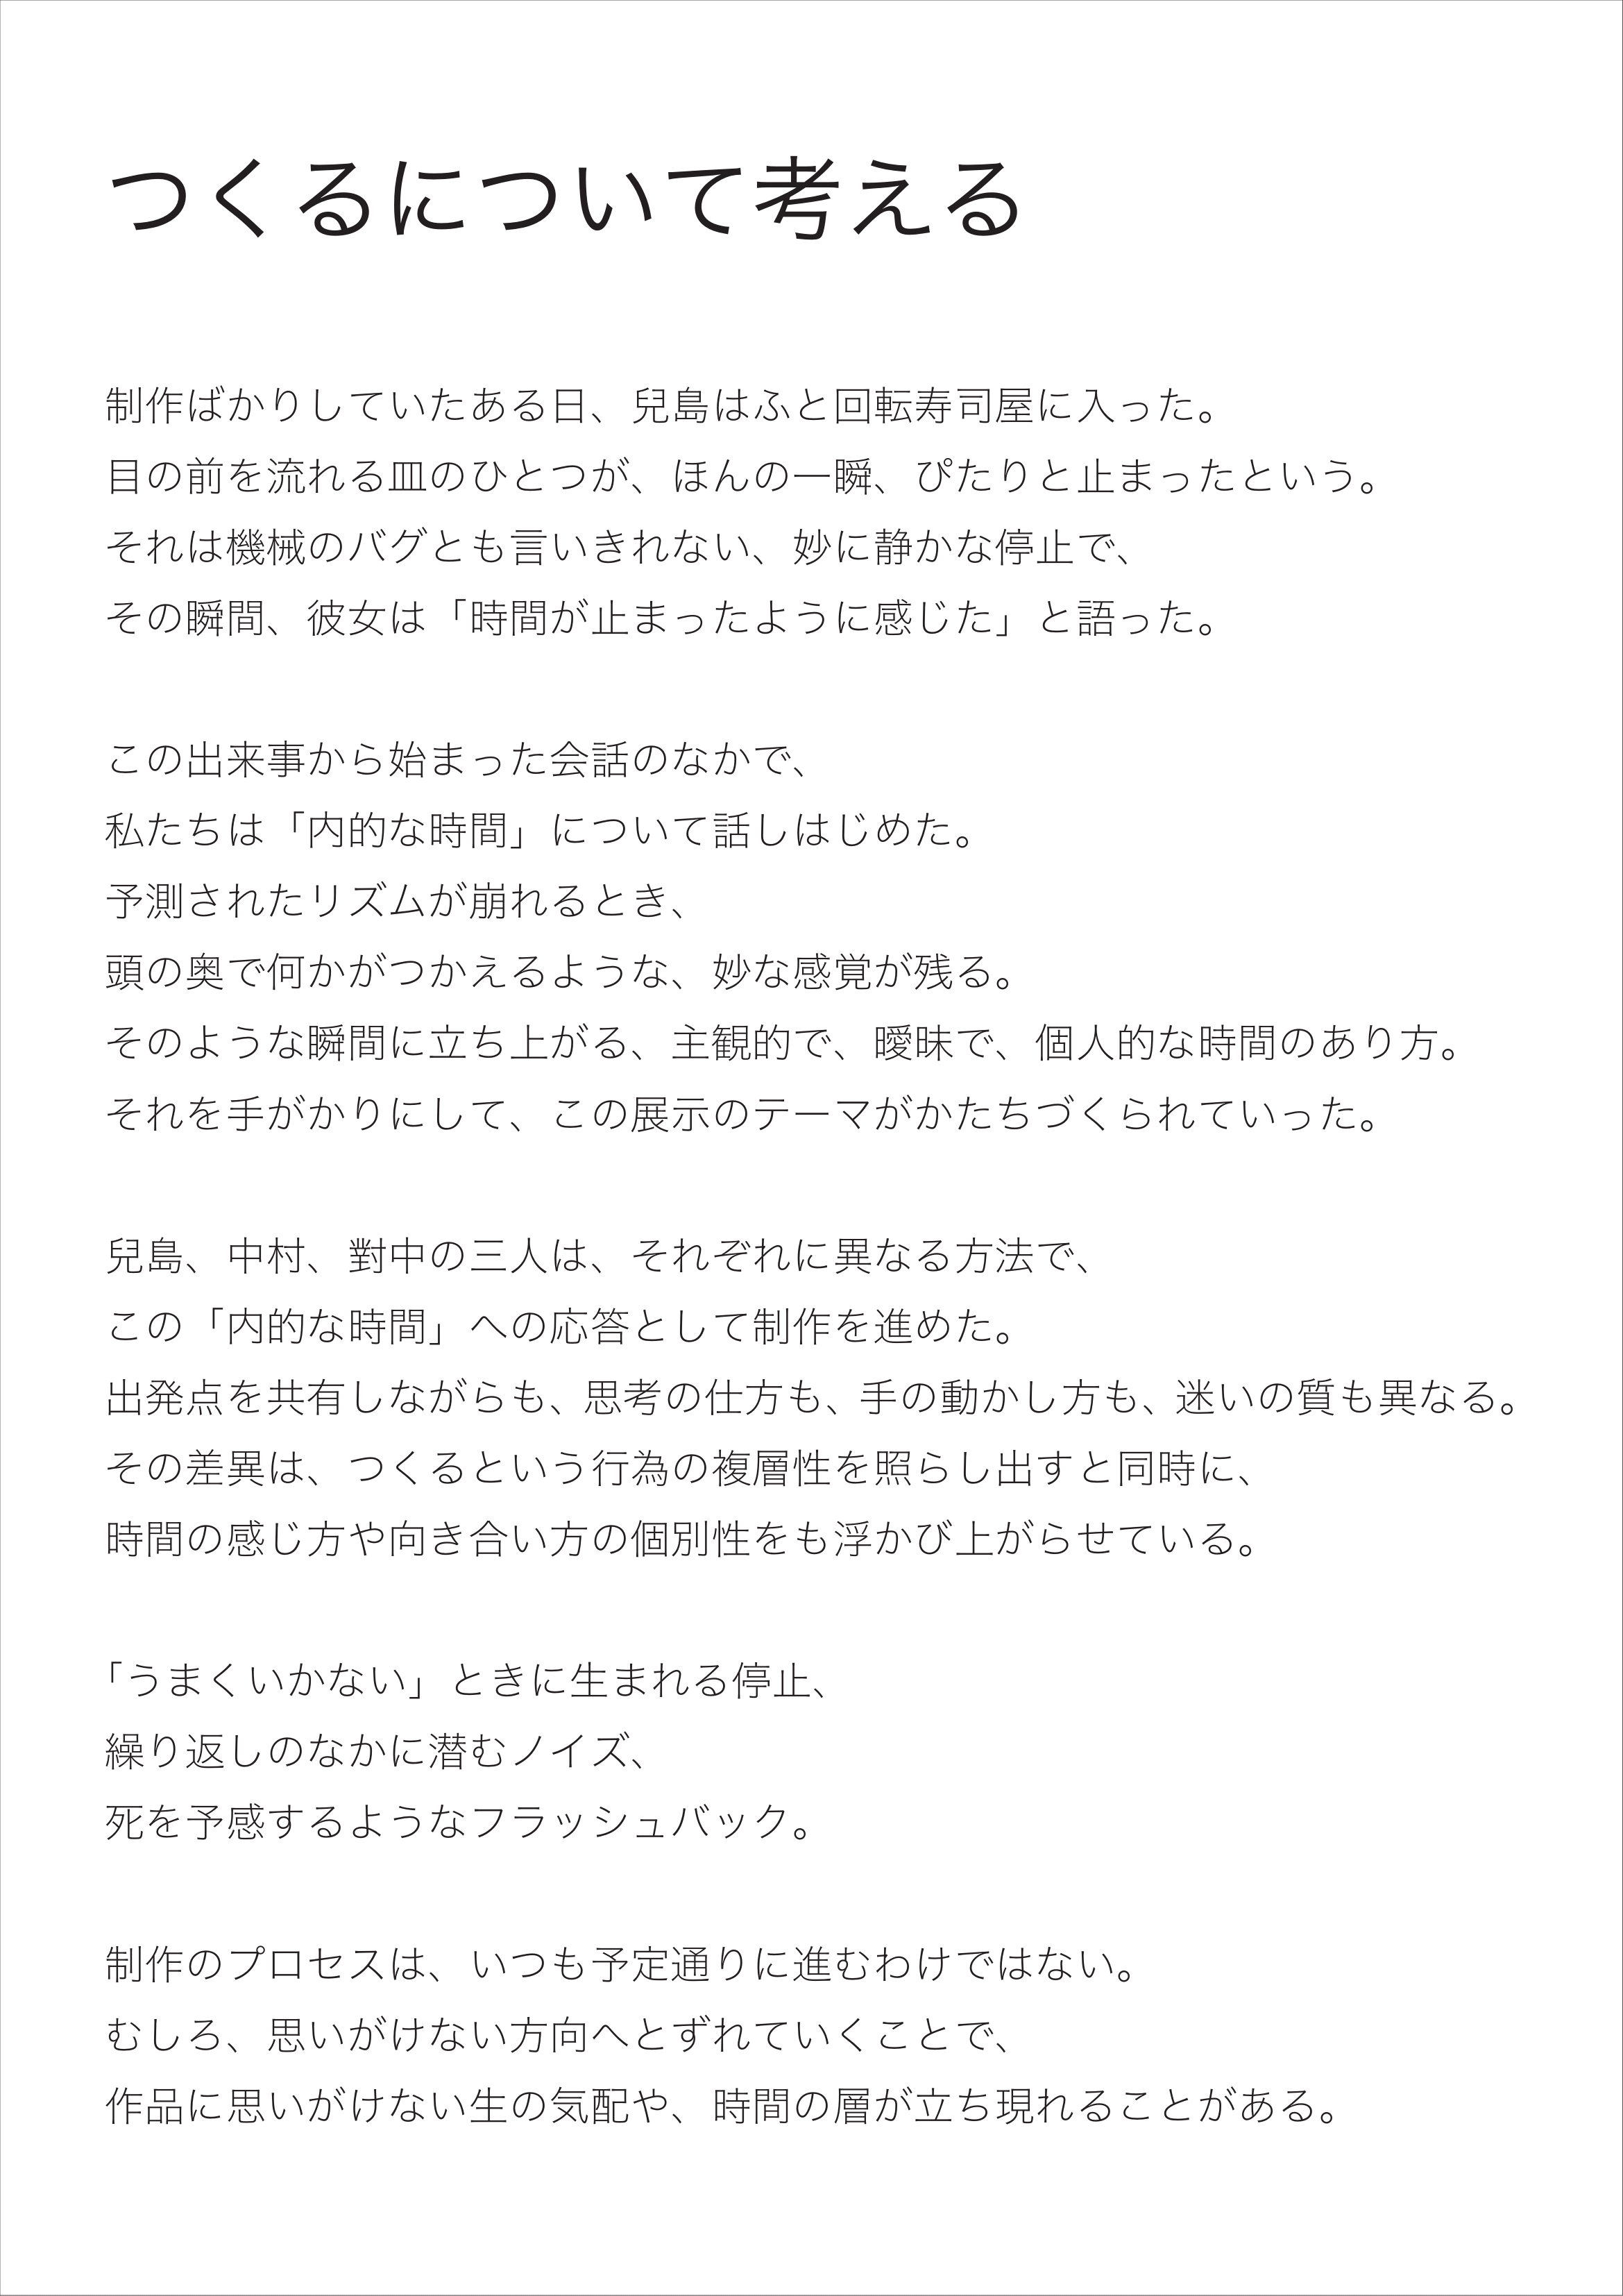 つくるについて考える
制作ばかりしていたある日、兒島はふと回転寿司屋に入った。
目の前を流れる皿のひとつが、ほんの一瞬、ぴたりと止まったという。
それは機械のバグとも言いきれない、妙に静かな停止で、
その瞬間、彼女は「時間が止まったように感じた」と語った。
この出来事から始まった会話のなかで、
私たちは「内的な時間」について話しはじめた。
予測されたリズムが崩れるとき、
頭の奥で何かがつかえるような、妙な感覚が残る。
そのような瞬間に立ち上がる、主観的で、曖昧で、個人的な時間のあり方。
それを手がかりにして、この展示のテーマがかたちづくられていった。
兒島、中村、對中の三人は、それぞれに異なる方法で、
この「内的な時間」への応答として制作を進めた。
出発点を共有しながらも、思考の仕方も、手の動かし方も、迷いの質も異なる。
その差異は、つくるという行為の複層性を照らし出すと同時に、
時間の感じ方や向き合い方の個別性をも浮かび上がらせている。
「うまくいかない」ときに生まれる停止、
繰り返しのなかに潜むノイズ、
死を予感するようなフラッシュバック。
制作のプロセスは、いつも予定通りに進むわけではない。
むしろ、思いがけない方向へとずれていくことで、
作品に思いがけない生の気配や、時間の層が立ち現れることがある。